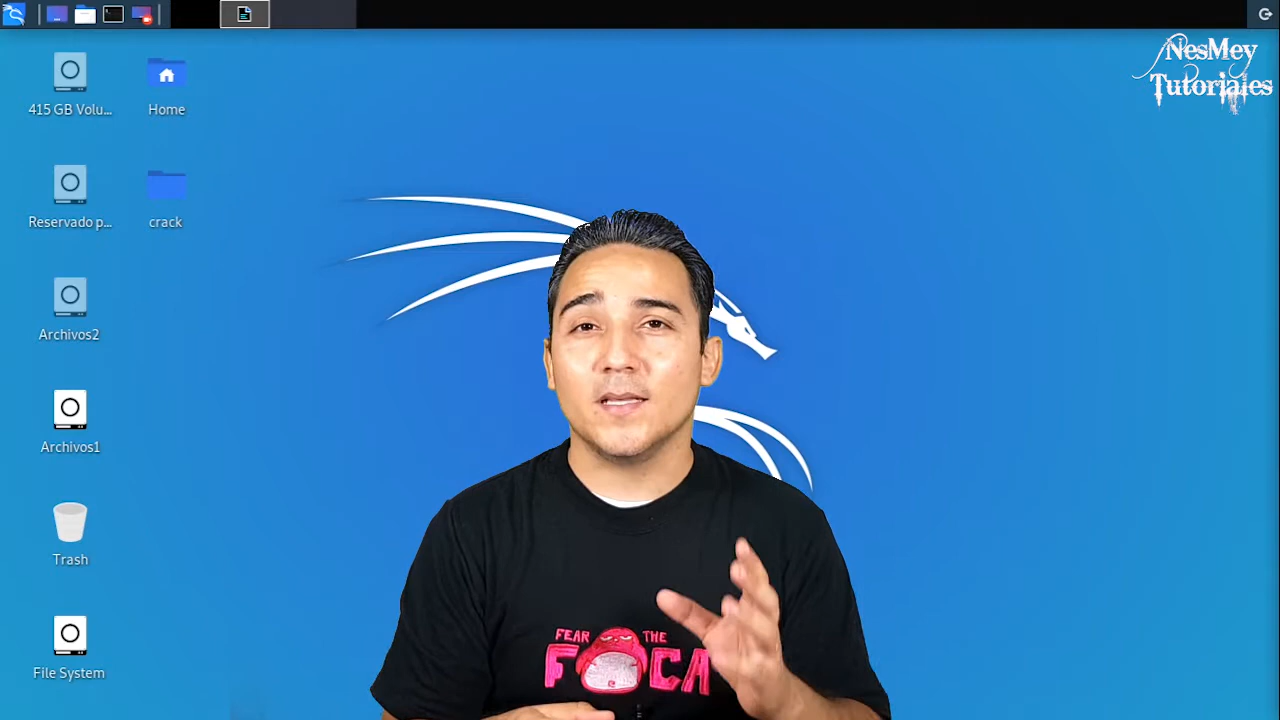 NesMey
Tutoriales
415 GB Volu...
Home
Reservado p...
crack
Archivos2
Archivos1
Trash
File System
FEAR THE
FOCA